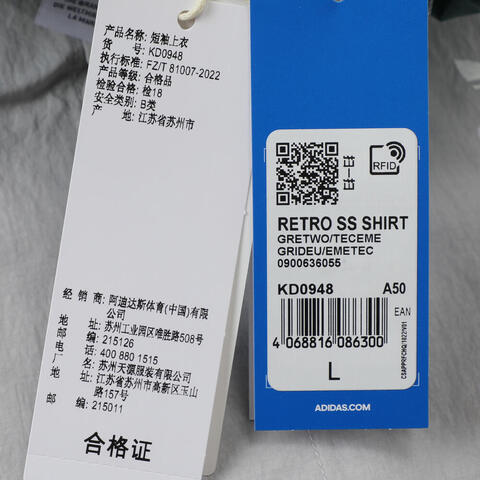 产品名称: 短袖上衣
货 号: KD0948
执行标准: FZ/T 81007-2022
产品等级: 合格品
检验合格: 检18
安全类别: B类
产 地: 江苏省苏州市
经 销 商: 阿迪达斯体育(中国)有限
公司
地 址: 苏州工业园区唯胜路508号
邮 编: 215126
电 话: 400 880 1515
厂 名: 苏州天源服装有限公司
地 址: 江苏省苏州市高新区玉山
路157号
邮 编: 215011
合格证
RFID
RETRO SS SHIRT
GRETWO/TECEME
GRIDEU/EMETEC
0900636055
KD0948 A50
EAN
4 068816 086300
L
ADIDAS.COM